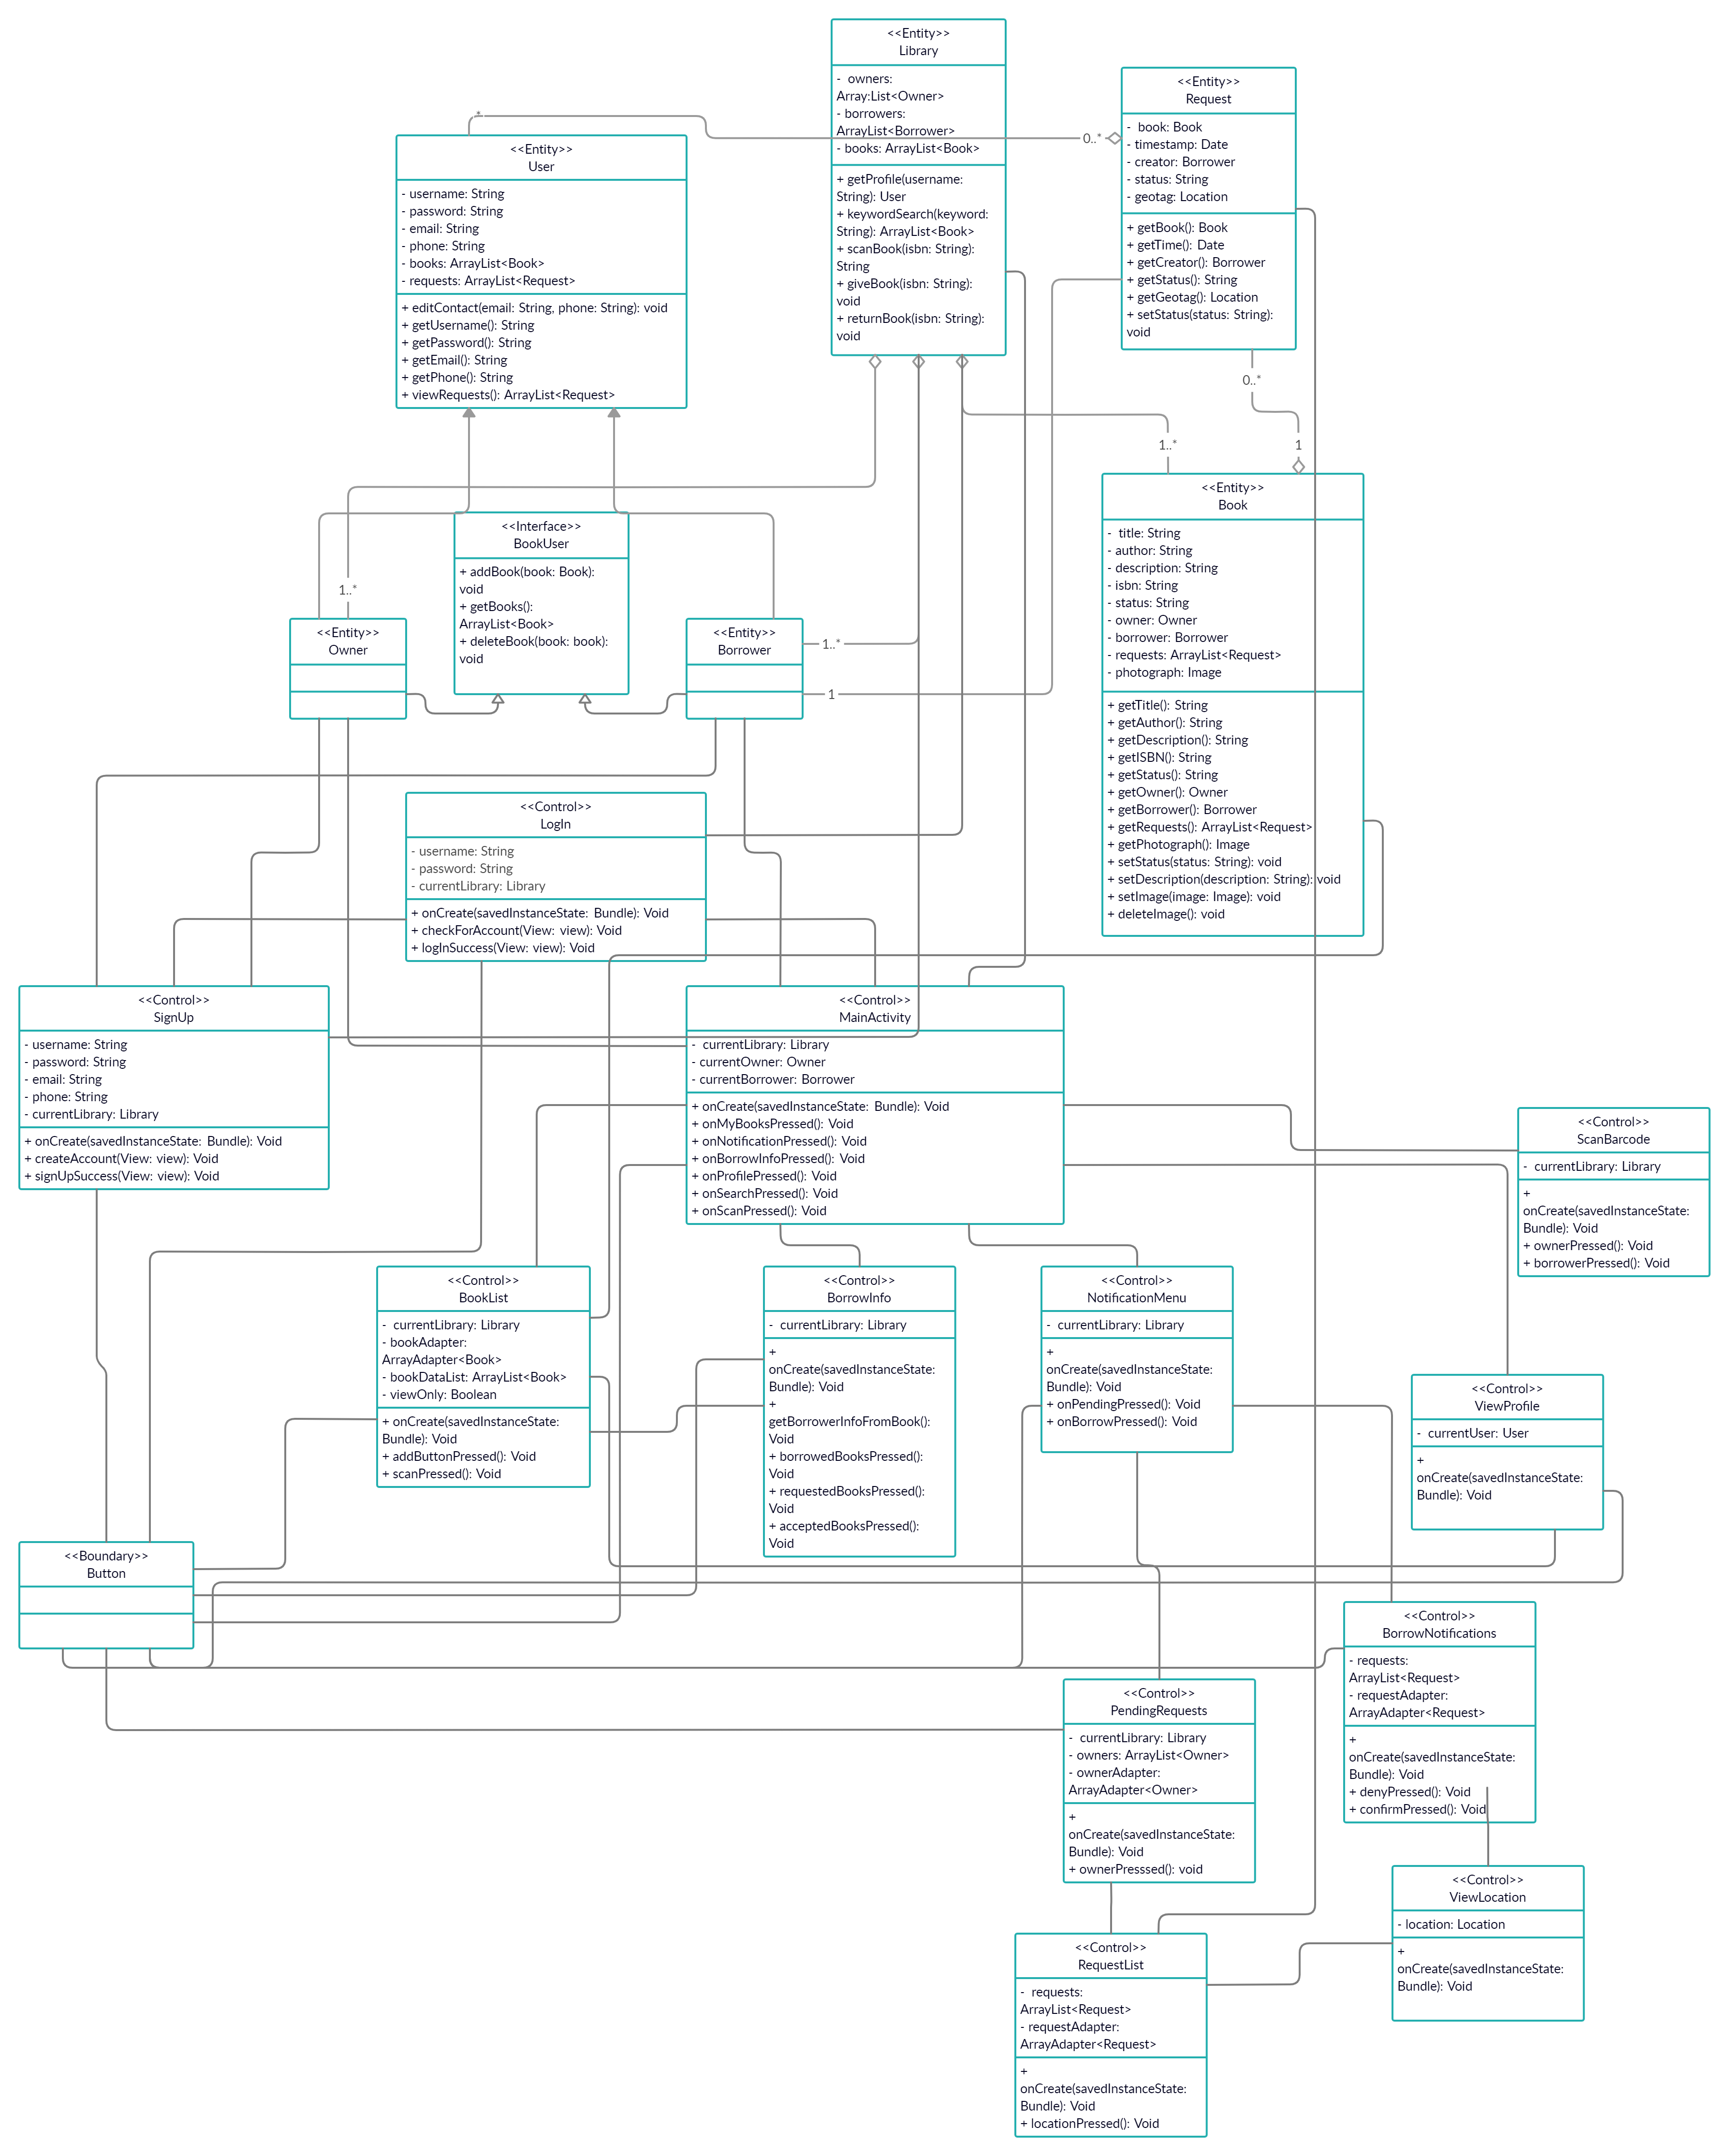 <<Entity>>
Library
-  owners:
Array:List<Owner>
- borrowers:
ArrayList<Borrower>
- books: ArrayList<Book>
+ getProfile(username:
String): User
+ keywordSearch(keyword:
String): ArrayList<Book>
+ scanBook(isbn: String):
String
+ giveBook(isbn: String):
void
+ returnBook(isbn: String):
void
<<Entity>>
Request
-  book: Book
- timestamp: Date
- creator: Borrower
- status: String
- geotag: Location
+ getBook(): Book
+ getTime(): Date
+ getCreator(): Borrower
+ getStatus(): String
+ getGeotag(): Location
+ setStatus(status: String):
void
*
0..*
<<Entity>>
User
- username: String
- password: String
- email: String
- phone: String
- books: ArrayList<Book>
- requests: ArrayList<Request>
+ editContact(email: String, phone: String): void
+ getUsername(): String
+ getPassword(): String
+ getEmail(): String
+ getPhone(): String
+ viewRequests(): ArrayList<Request>
0..*
1..*
1
<<Entity>>
Book
-  title: String
- author: String
- description: String
- isbn: String
- status: String
- owner: Owner
- borrower: Borrower
- requests: ArrayList<Request>
- photograph: Image
+ getTitle(): String
+ getAuthor(): String
+ getDescription(): String
+ getISBN(): String
+ getStatus(): String
+ getOwner(): Owner
+ getBorrower(): Borrower
+ getRequests(): ArrayList<Request>
+ getPhotograph(): Image
+ setStatus(status: String): void
+ setDescription(description: String): void
+ setImage(image: Image): void
+ deleteImage(): void
<<Interface>>
BookUser
+ addBook(book: Book):
void
+ getBooks():
ArrayList<Book>
+ deleteBook(book: book):
void
1..*
<<Entity>>
Owner
<<Entity>>
Borrower
1..*
1
<<Control>>
LogIn
- username: String
- password: String
- currentLibrary: Library
+ onCreate(savedInstanceState: Bundle): Void
+ checkForAccount(View: view): Void
+ logInSuccess(View: view): Void
<<Control>>
SignUp
- username: String
- password: String
- email: String
- phone: String
- currentLibrary: Library
+ onCreate(savedInstanceState: Bundle): Void
+ createAccount(View: view): Void
+ signUpSuccess(View: view): Void
<<Control>>
MainActivity
-  currentLibrary: Library
- currentOwner: Owner
- currentBorrower: Borrower
+ onCreate(savedInstanceState: Bundle): Void
+ onMyBooksPressed(): Void
+ onNotificationPressed(): Void
+ onBorrowInfoPressed(): Void
+ onProfilePressed(): Void
+ onSearchPressed(): Void
+ onScanPressed(): Void
<<Control>>
ScanBarcode
-  currentLibrary: Library
+
onCreate(savedInstanceState:
Bundle): Void
+ ownerPressed(): Void
+ borrowerPressed(): Void
<<Control>>
BookList
-  currentLibrary: Library
- bookAdapter:
ArrayAdapter<Book>
- bookDataList: ArrayList<Book>
- viewOnly: Boolean
+ onCreate(savedInstanceState:
Bundle): Void
+ addButtonPressed(): Void
+ scanPressed(): Void
<<Control>>
BorrowInfo
-  currentLibrary: Library
+
onCreate(savedInstanceState:
Bundle): Void
+
getBorrowerInfoFromBook():
Void
+ borrowedBooksPressed():
Void
+ requestedBooksPressed():
Void
+ acceptedBooksPressed():
Void
<<Control>>
NotificationMenu
-  currentLibrary: Library
+
onCreate(savedInstanceState:
Bundle): Void
+ onPendingPressed(): Void
+ onBorrowPressed(): Void
<<Control>>
ViewProfile
-  currentUser: User
+
onCreate(savedInstanceState:
Bundle): Void
<<Boundary>>
Button
<<Control>>
BorrowNotifications
- requests:
ArrayList<Request>
- requestAdapter:
ArrayAdapter<Request>
+
onCreate(savedInstanceState:
Bundle): Void
+ denyPressed(): Void
+ confirmPressed(): Void
<<Control>>
PendingRequests
-  currentLibrary: Library
- owners: ArrayList<Owner>
- ownerAdapter:
ArrayAdapter<Owner>
+
onCreate(savedInstanceState:
Bundle): Void
+ ownerPresssed(): void
<<Control>>
ViewLocation
- location: Location
+
onCreate(savedInstanceState:
Bundle): Void
<<Control>>
RequestList
-  requests:
ArrayList<Request>
- requestAdapter:
ArrayAdapter<Request>
+
onCreate(savedInstanceState:
Bundle): Void
+ locationPressed(): Void